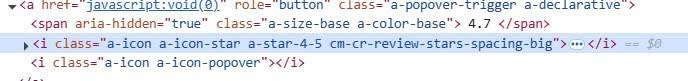 ▼<a href="javascript:void(0)" role="button" class="a-popover-trigger a-declarative">
<span aria-hidden="true" class="a-size-base a-color-base"> 4.7 </span>
▶<i class="a-icon a-icon-star a-star-4-5 cm-cr-review-stars-spacing-big">…</i> == $0
<i class="a-icon a-icon-popover"></i>